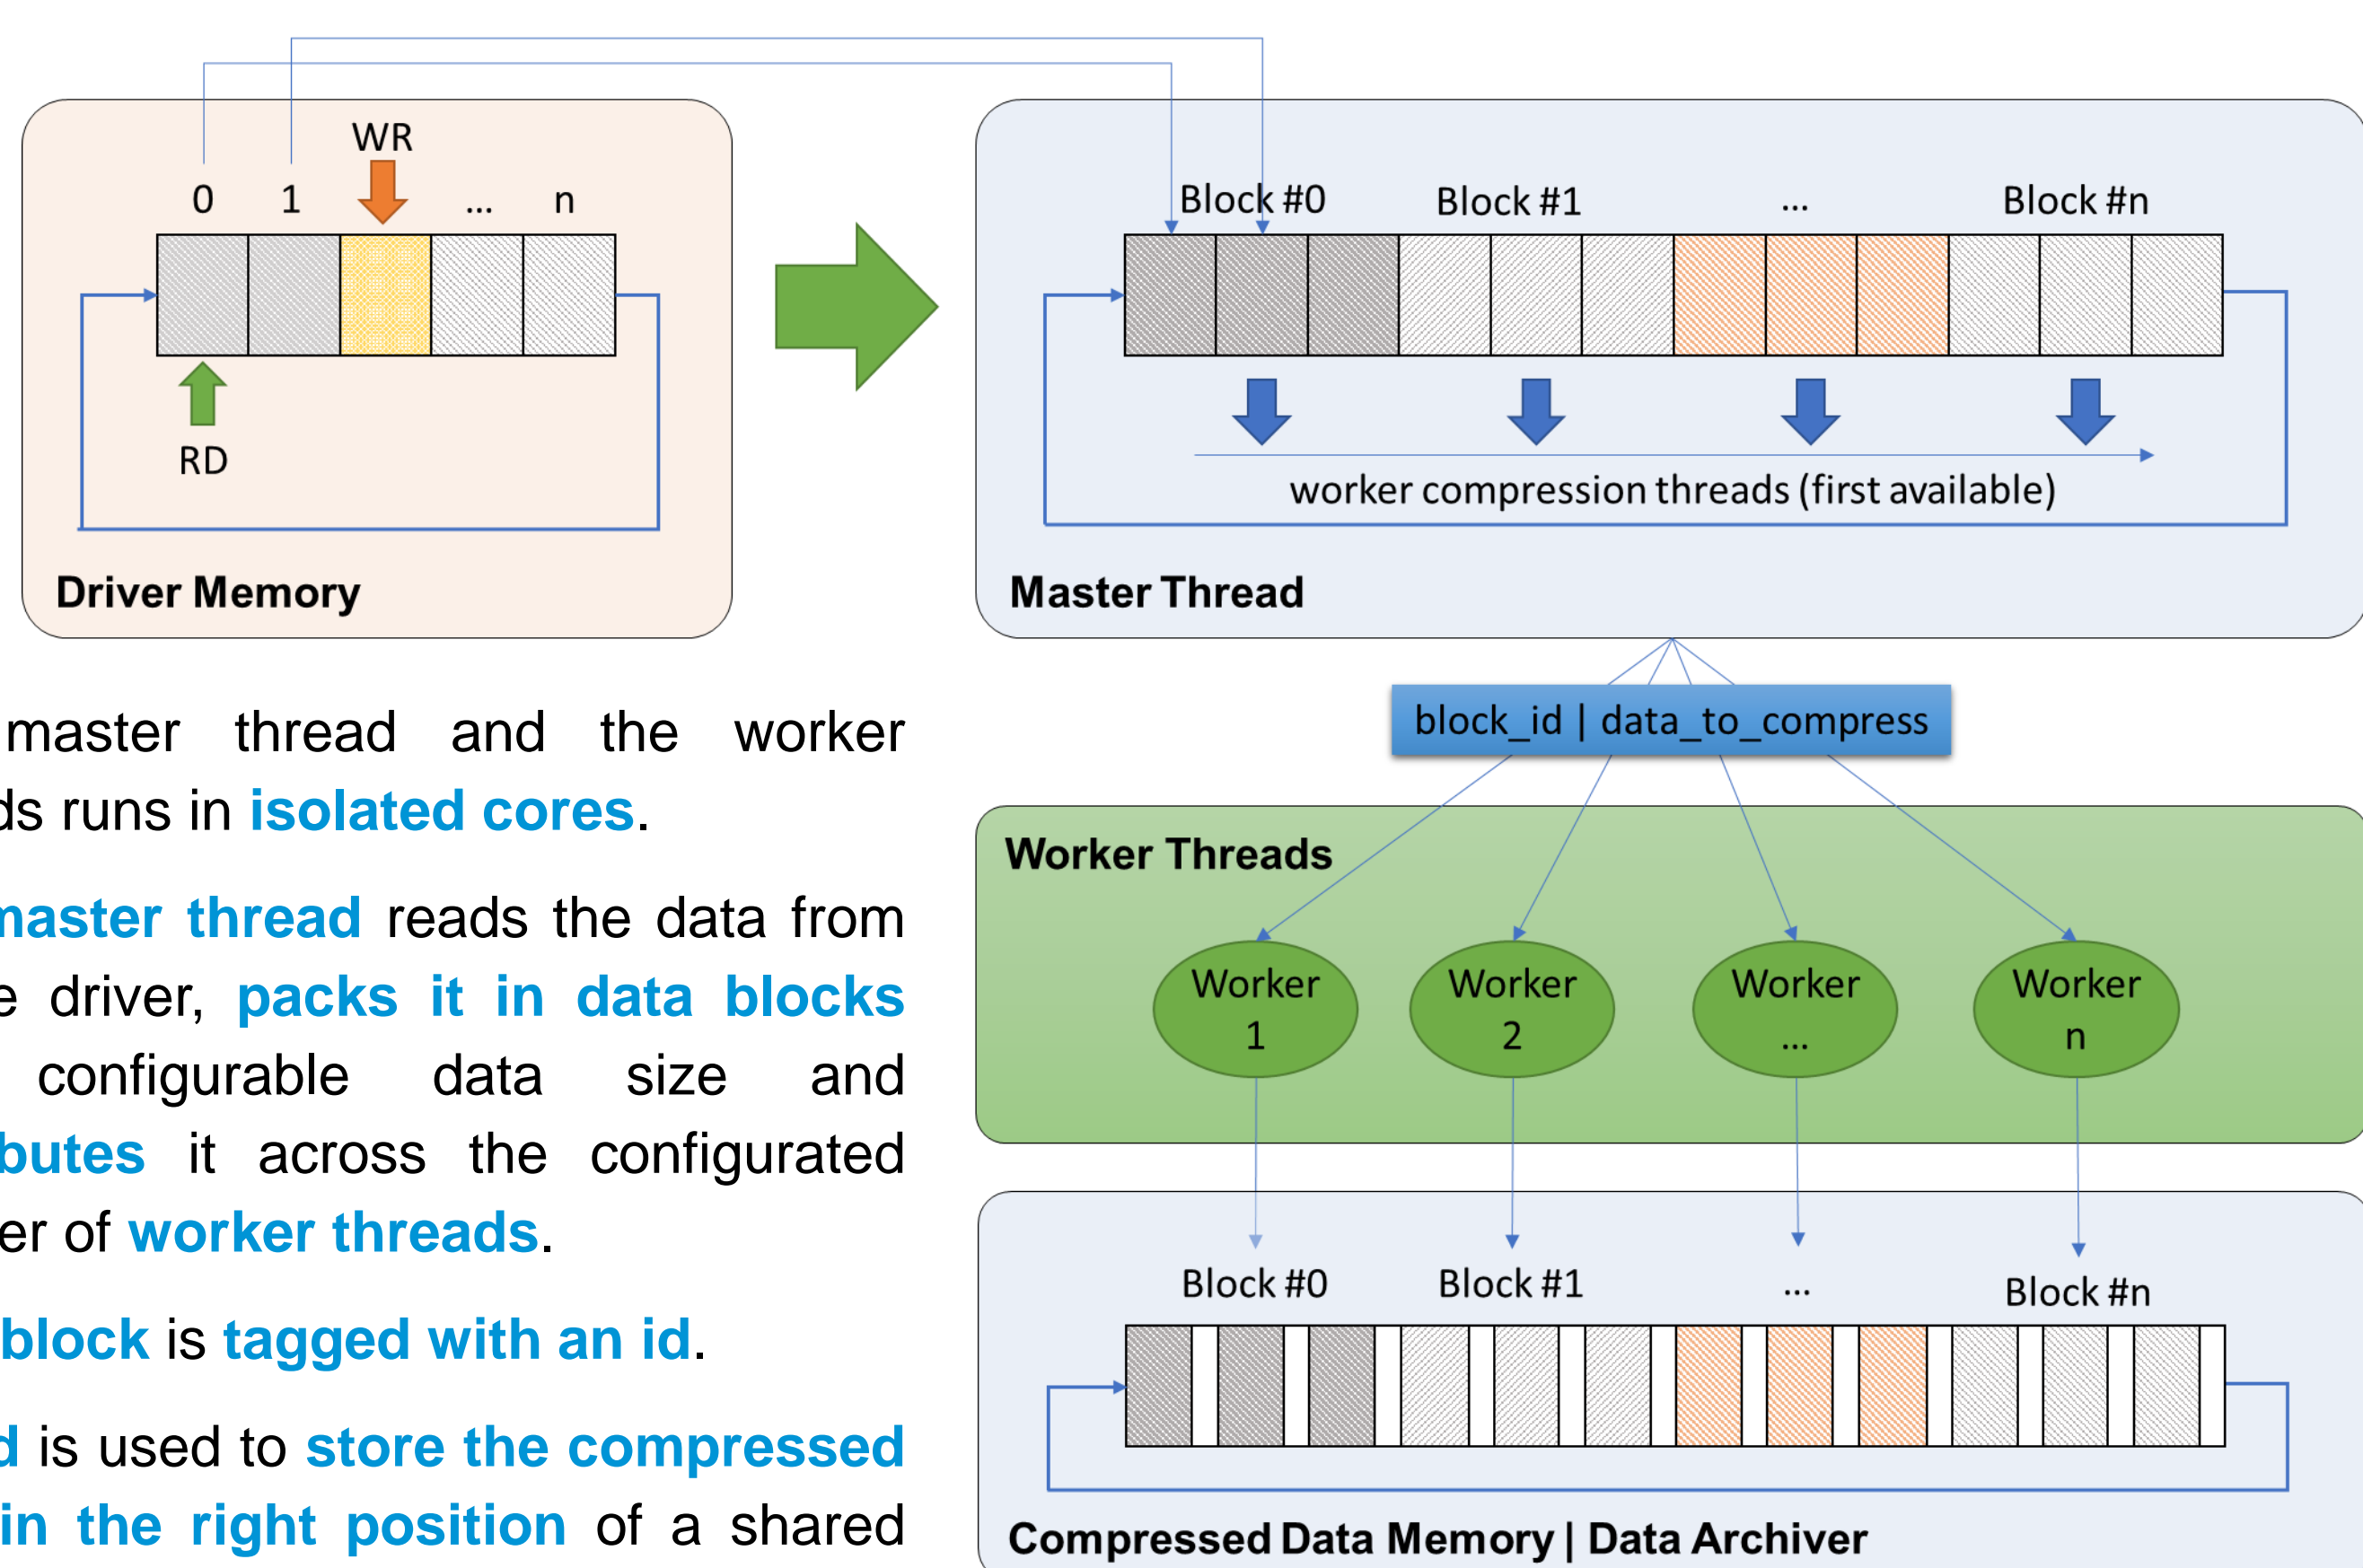 WR
0 1 ... n
RD
Driver Memory
Block #0 Block #1 ... Block #n
worker compression threads (first available)
Master Thread
master thread and the worker
runs in isolated cores.
master thread reads the data from
driver, packs it in data blocks
configurable data size and
it across the configurated
of worker threads.
block is tagged with an id.
is used to store the compressed
in the right position of a shared
block_id | data_to_compress
Worker Threads
Worker 1
Worker 2
Worker ...
Worker n
Block #0 Block #1 ... Block #n
Compressed Data Memory | Data Archiver